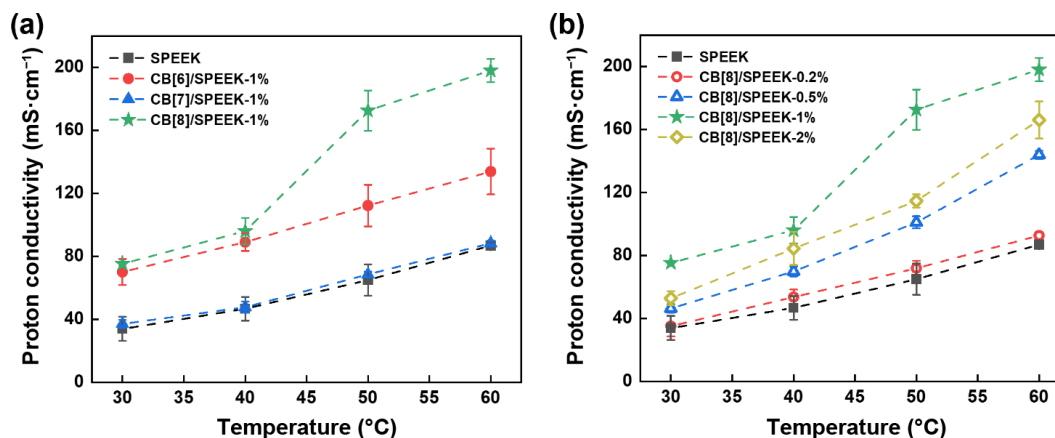 (a)
Proton conductivity (mS·cm⁻¹)
200
160
120
80
40
0
SPEEK
CB[6]/SPEEK-1%
CB[7]/SPEEK-1%
CB[8]/SPEEK-1%
30 35 40 45 50 55 60
Temperature (°C)
(b)
Proton conductivity (mS·cm⁻¹)
200
160
120
80
40
0
SPEEK
CB[8]/SPEEK-0.2%
CB[8]/SPEEK-0.5%
CB[8]/SPEEK-1%
CB[8]/SPEEK-2%
30 35 40 45 50 55 60
Temperature (°C)